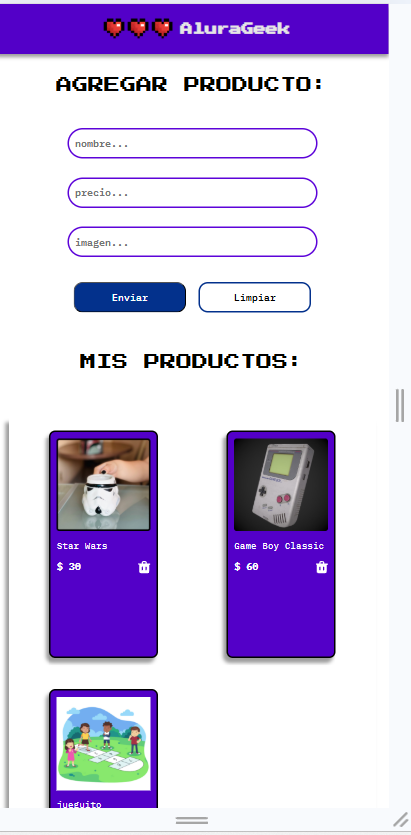 AluraGeek
AGREGAR PRODUCTO:
nombre...
precio...
imagen...
Enviar Limpiar
MIS PRODUCTOS:
Star Wars
$ 30
Game Boy Classic
$ 60
jueguito